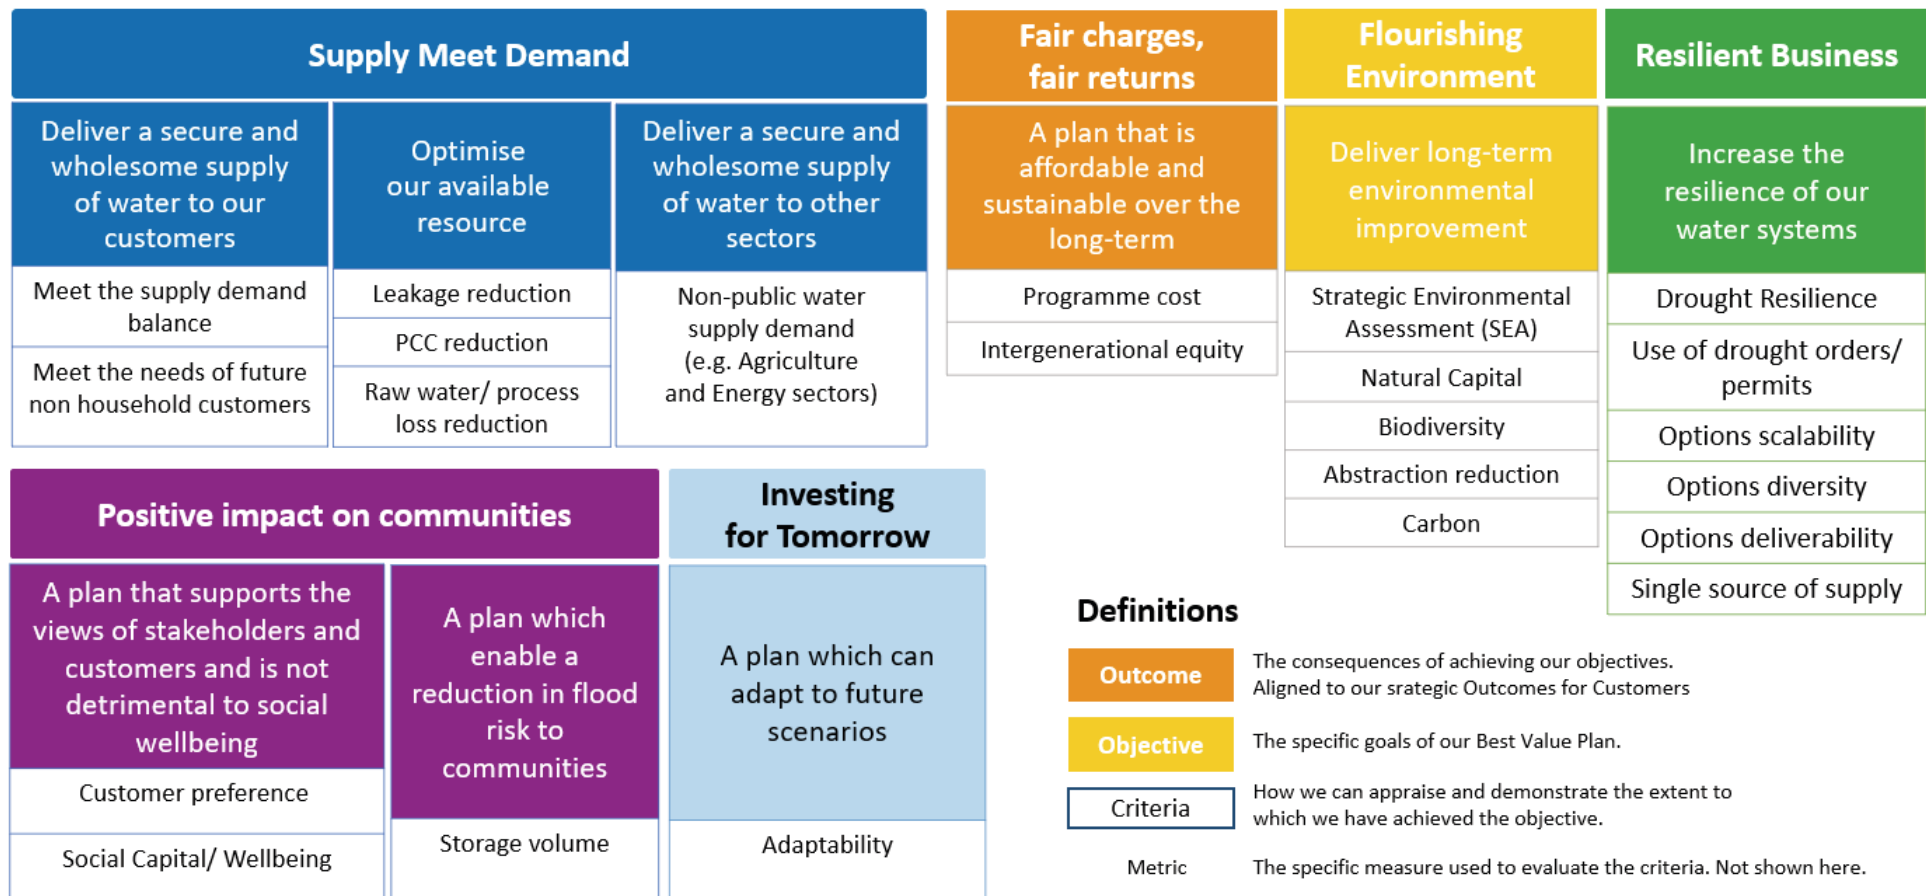 Supply Meet Demand
Deliver a secure and
wholesome supply
of water to our
customers
Meet the supply demand
balance
Meet the needs of future
non household customers
Optimise
our available
resource
Leakage reduction
PCC reduction
Raw water/ process
loss reduction
Deliver a secure and
wholesome supply
of water to other
sectors
Non-public water
supply demand
(e.g. Agriculture
and Energy sectors)
Fair charges,
fair returns
A plan that is
affordable and
sustainable over the
long-term
Programme cost
Intergenerational equity
Flourishing
Environment
Deliver long-term
environmental
improvement
Strategic Environmental
Assessment (SEA)
Natural Capital
Biodiversity
Abstraction reduction
Carbon
Resilient Business
Increase the
resilience of our
water systems
Drought Resilience
Use of drought orders/
permits
Options scalability
Options diversity
Options deliverability
Single source of supply
Positive impact on communities
A plan that supports the
views of stakeholders and
customers and is not
detrimental to social
wellbeing
Customer preference
Social Capital/ Wellbeing
A plan which
enable a
reduction in flood
risk to
communities
Storage volume
Investing
for Tomorrow
A plan which can
adapt to future
scenarios
Adaptability
Definitions
Outcome
The consequences of achieving our objectives.
Aligned to our srategic Outcomes for Customers
Objective
The specific goals of our Best Value Plan.
Criteria
How we can appraise and demonstrate the extent to
which we have achieved the objective.
Metric
The specific measure used to evaluate the criteria. Not shown here.